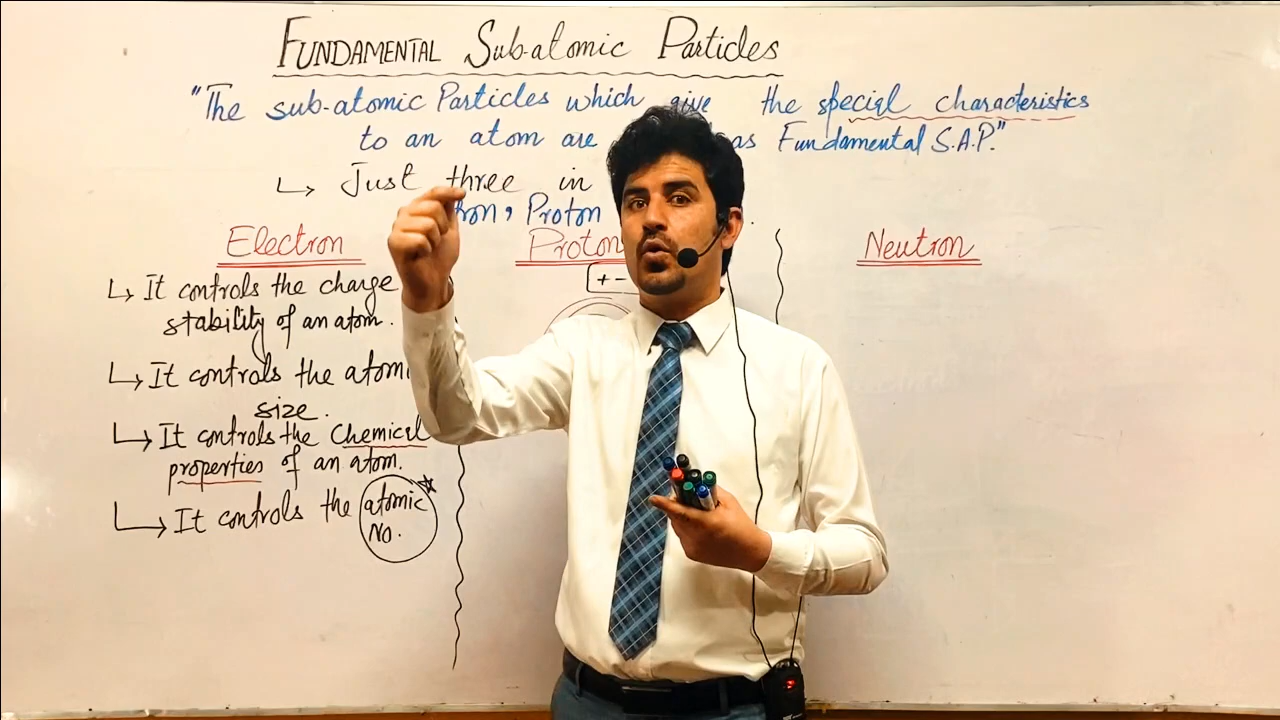 FUNDAMENTAL Sub-atomic Particles
"The sub-atomic Particles which give the special characteristics
to an atom are as Fundamental S.A.P."
↳ Just three in
tron, Proton
Electron
↳ It controls the charge
stability of an atom.
↳ It controls the atomi
size.
↳ It controls the Chemical
properties of an atom.
↳ It controls the atomic
No.
Proton
+ -
Neutron